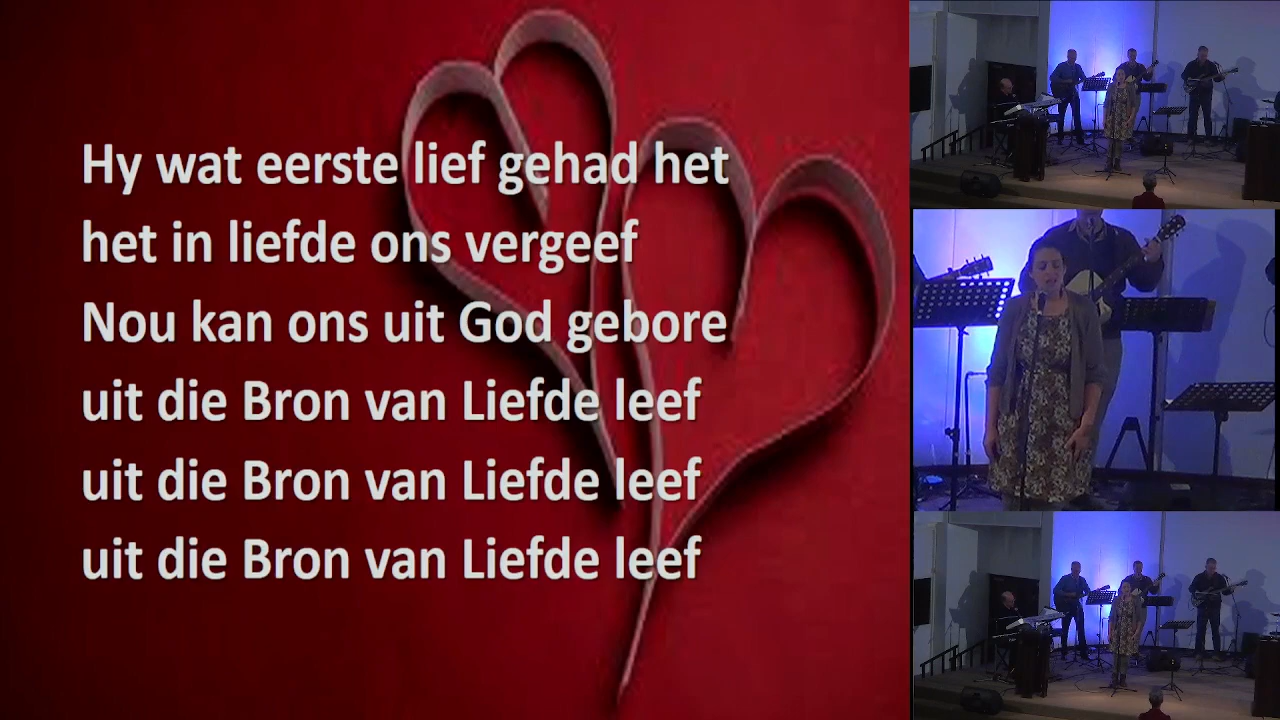 Hy wat eerste lief gehad het
het in liefde ons vergeef
Nou kan ons uit God gebore
uit die Bron van Liefde leef
uit die Bron van Liefde leef
uit die Bron van Liefde leef